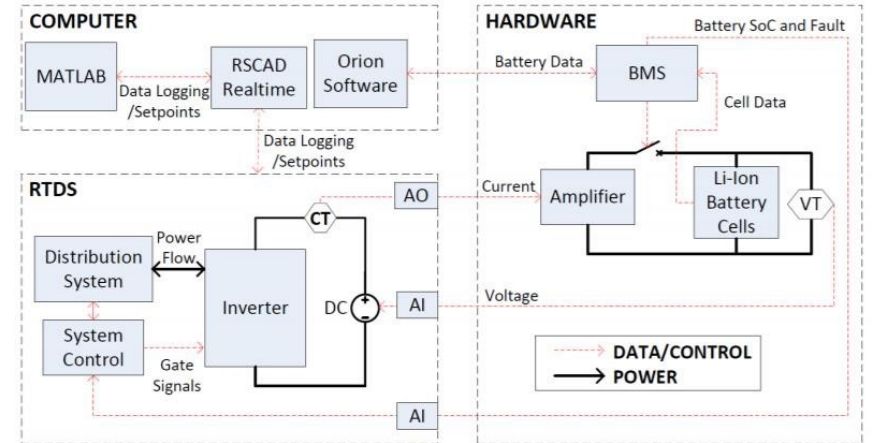 COMPUTER
MATLAB
RSCAD
Realtime
Orion
Software
Data Logging
/Setpoints
Data Logging
/Setpoints
HARDWARE
Battery SoC and Fault
Battery Data
BMS
Cell Data
Current
Amplifier
Li-Ion
Battery
Cells
VT
Voltage
RTDS
AO
CT
Power
Flow
Distribution
System
Inverter
DC
AI
System
Control
Gate
Signals
AI
DATA/CONTROL
POWER